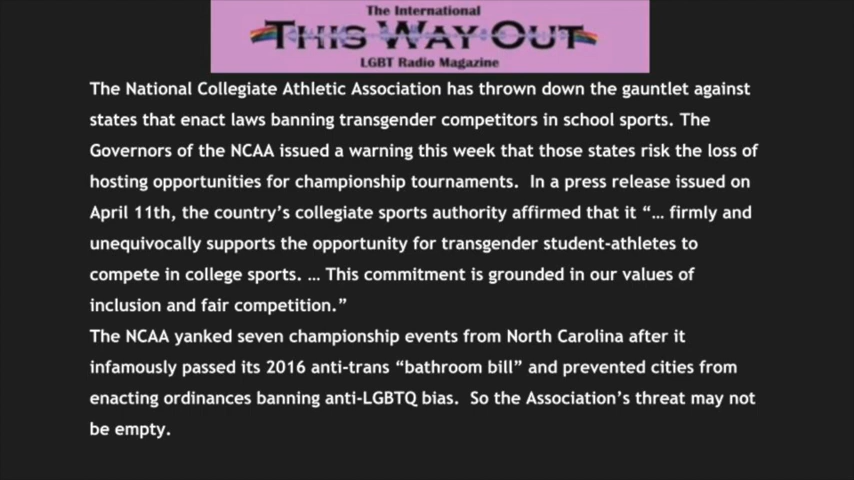 The International
THIS WAY OUT
LGBT Radio Magazine
The National Collegiate Athletic Association has thrown down the gauntlet against
states that enact laws banning transgender competitors in school sports. The
Governors of the NCAA issued a warning this week that those states risk the loss of
hosting opportunities for championship tournaments. In a press release issued on
April 11th, the country’s collegiate sports authority affirmed that it “… firmly and
unequivocally supports the opportunity for transgender student-athletes to
compete in college sports. … This commitment is grounded in our values of
inclusion and fair competition.”
The NCAA yanked seven championship events from North Carolina after it
infamously passed its 2016 anti-trans “bathroom bill” and prevented cities from
enacting ordinances banning anti-LGBTQ bias. So the Association’s threat may not
be empty.